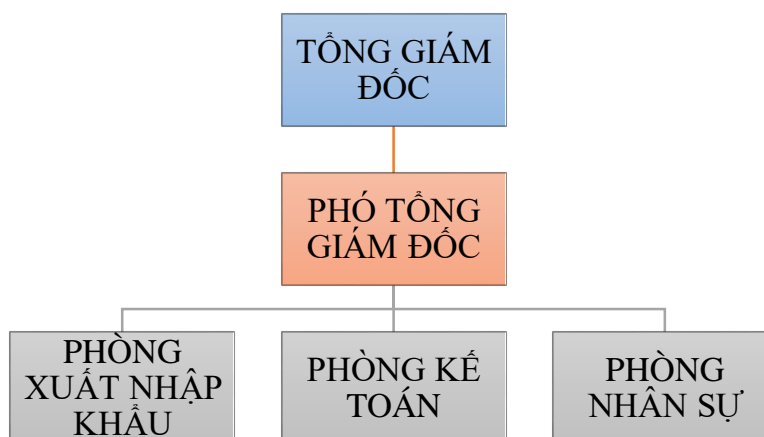 TỔNG GIÁM
ĐỐC
PHÓ TỔNG
GIÁM ĐỐC
PHÒNG
XUẤT NHẬP
KHẨU
PHÒNG KẾ
TOÁN
PHÒNG
NHÂN SỰ